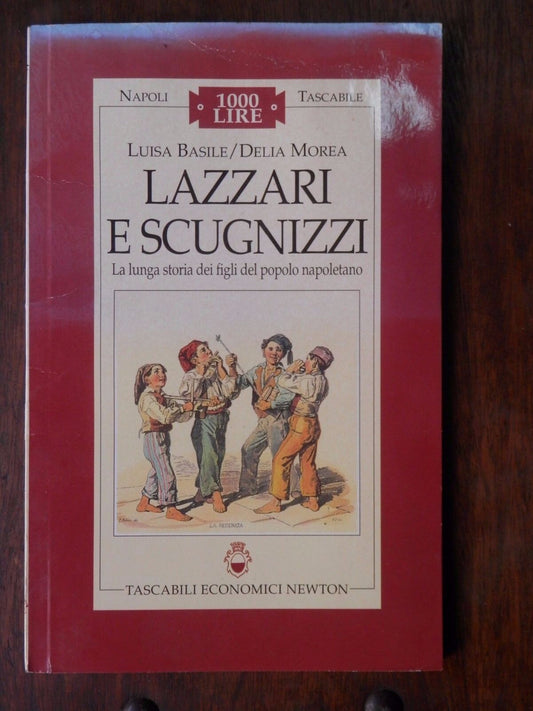 NAPOLI 1000 LIRE TASCABILE
LUISA BASILE/DELIA MOREA
LAZZARI
E SCUGNIZZI
La lunga storia dei figli del popolo napoletano
LA SERENATA
TASCABILI ECONOMICI NEWTON